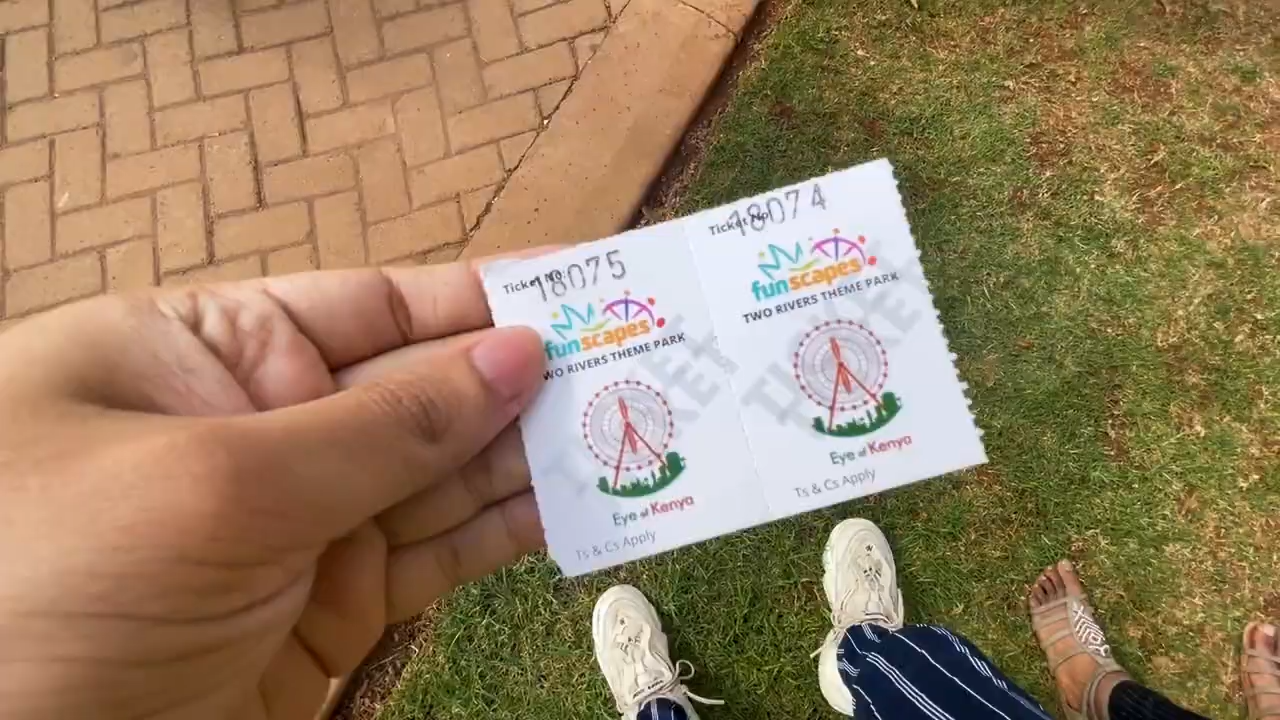 Ticket No: 18075
funscapes
WO RIVERS THEME PARK
Eye of Kenya
Ts & Cs Apply
Ticket No 18074
funscapes
TWO RIVERS THEME PARK
Eye of Kenya
Ts & Cs Apply